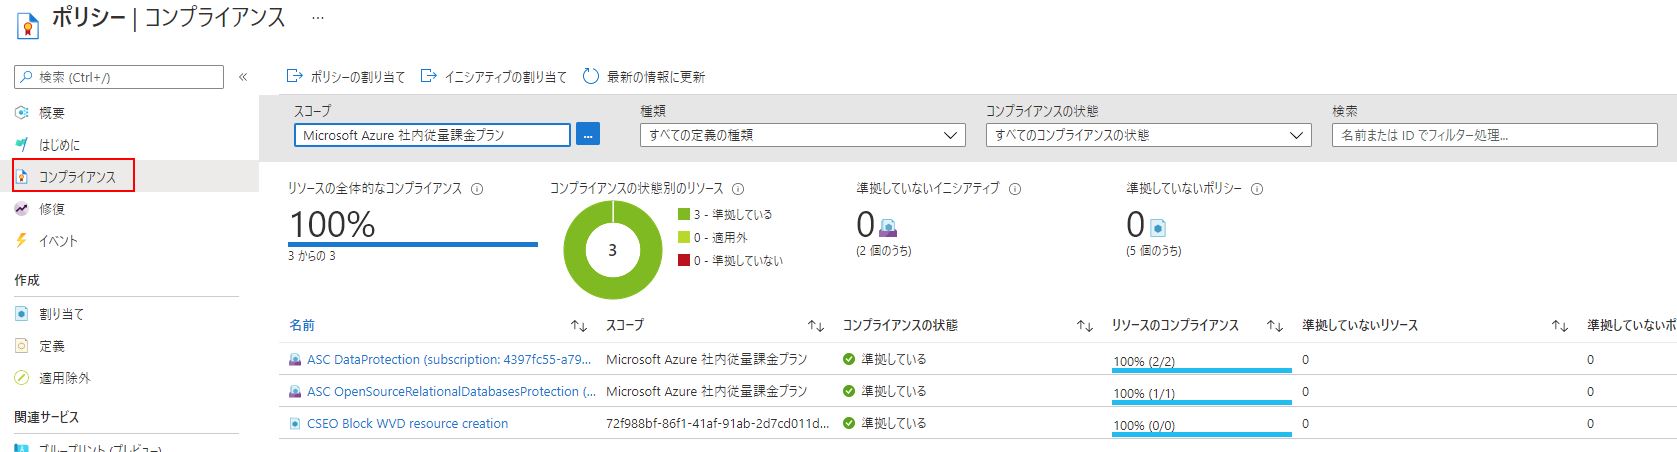 ポリシー | コンプライアンス ...
検索 (Ctrl+/)
概要
はじめに
コンプライアンス
修復
イベント
作成
割り当て
定義
適用除外
関連サービス
ブループリント (プレビュー)
ポリシーの割り当て イニシアティブの割り当て 最新の情報に更新
スコープ 種類 コンプライアンスの状態 検索
Microsoft Azure 社内従量課金プラン ... すべての定義の種類 すべてのコンプライアンスの状態 名前または ID でフィルター処理...
リソースの全体的なコンプライアンス
100%
3 からの 3
コンプライアンスの状態別のリソース
3
3 - 準拠している
0 - 適用外
0 - 準拠していない
準拠していないイニシアティブ
0
(2 個のうち)
準拠していないポリシー
0
(5 個のうち)
名前 スコープ コンプライアンスの状態 リソースのコンプライアンス 準拠していないリソース 準拠していないポ
ASC DataProtection (subscription: 4397fc55-a79... Microsoft Azure 社内従量課金プラン 準拠している 100% (2/2) 0 0
ASC OpenSourceRelationalDatabasesProtection (... Microsoft Azure 社内従量課金プラン 準拠している 100% (1/1) 0 0
CSEO Block WVD resource creation 72f988bf-86f1-41af-91ab-2d7cd011d... 準拠している 100% (0/0) 0 0